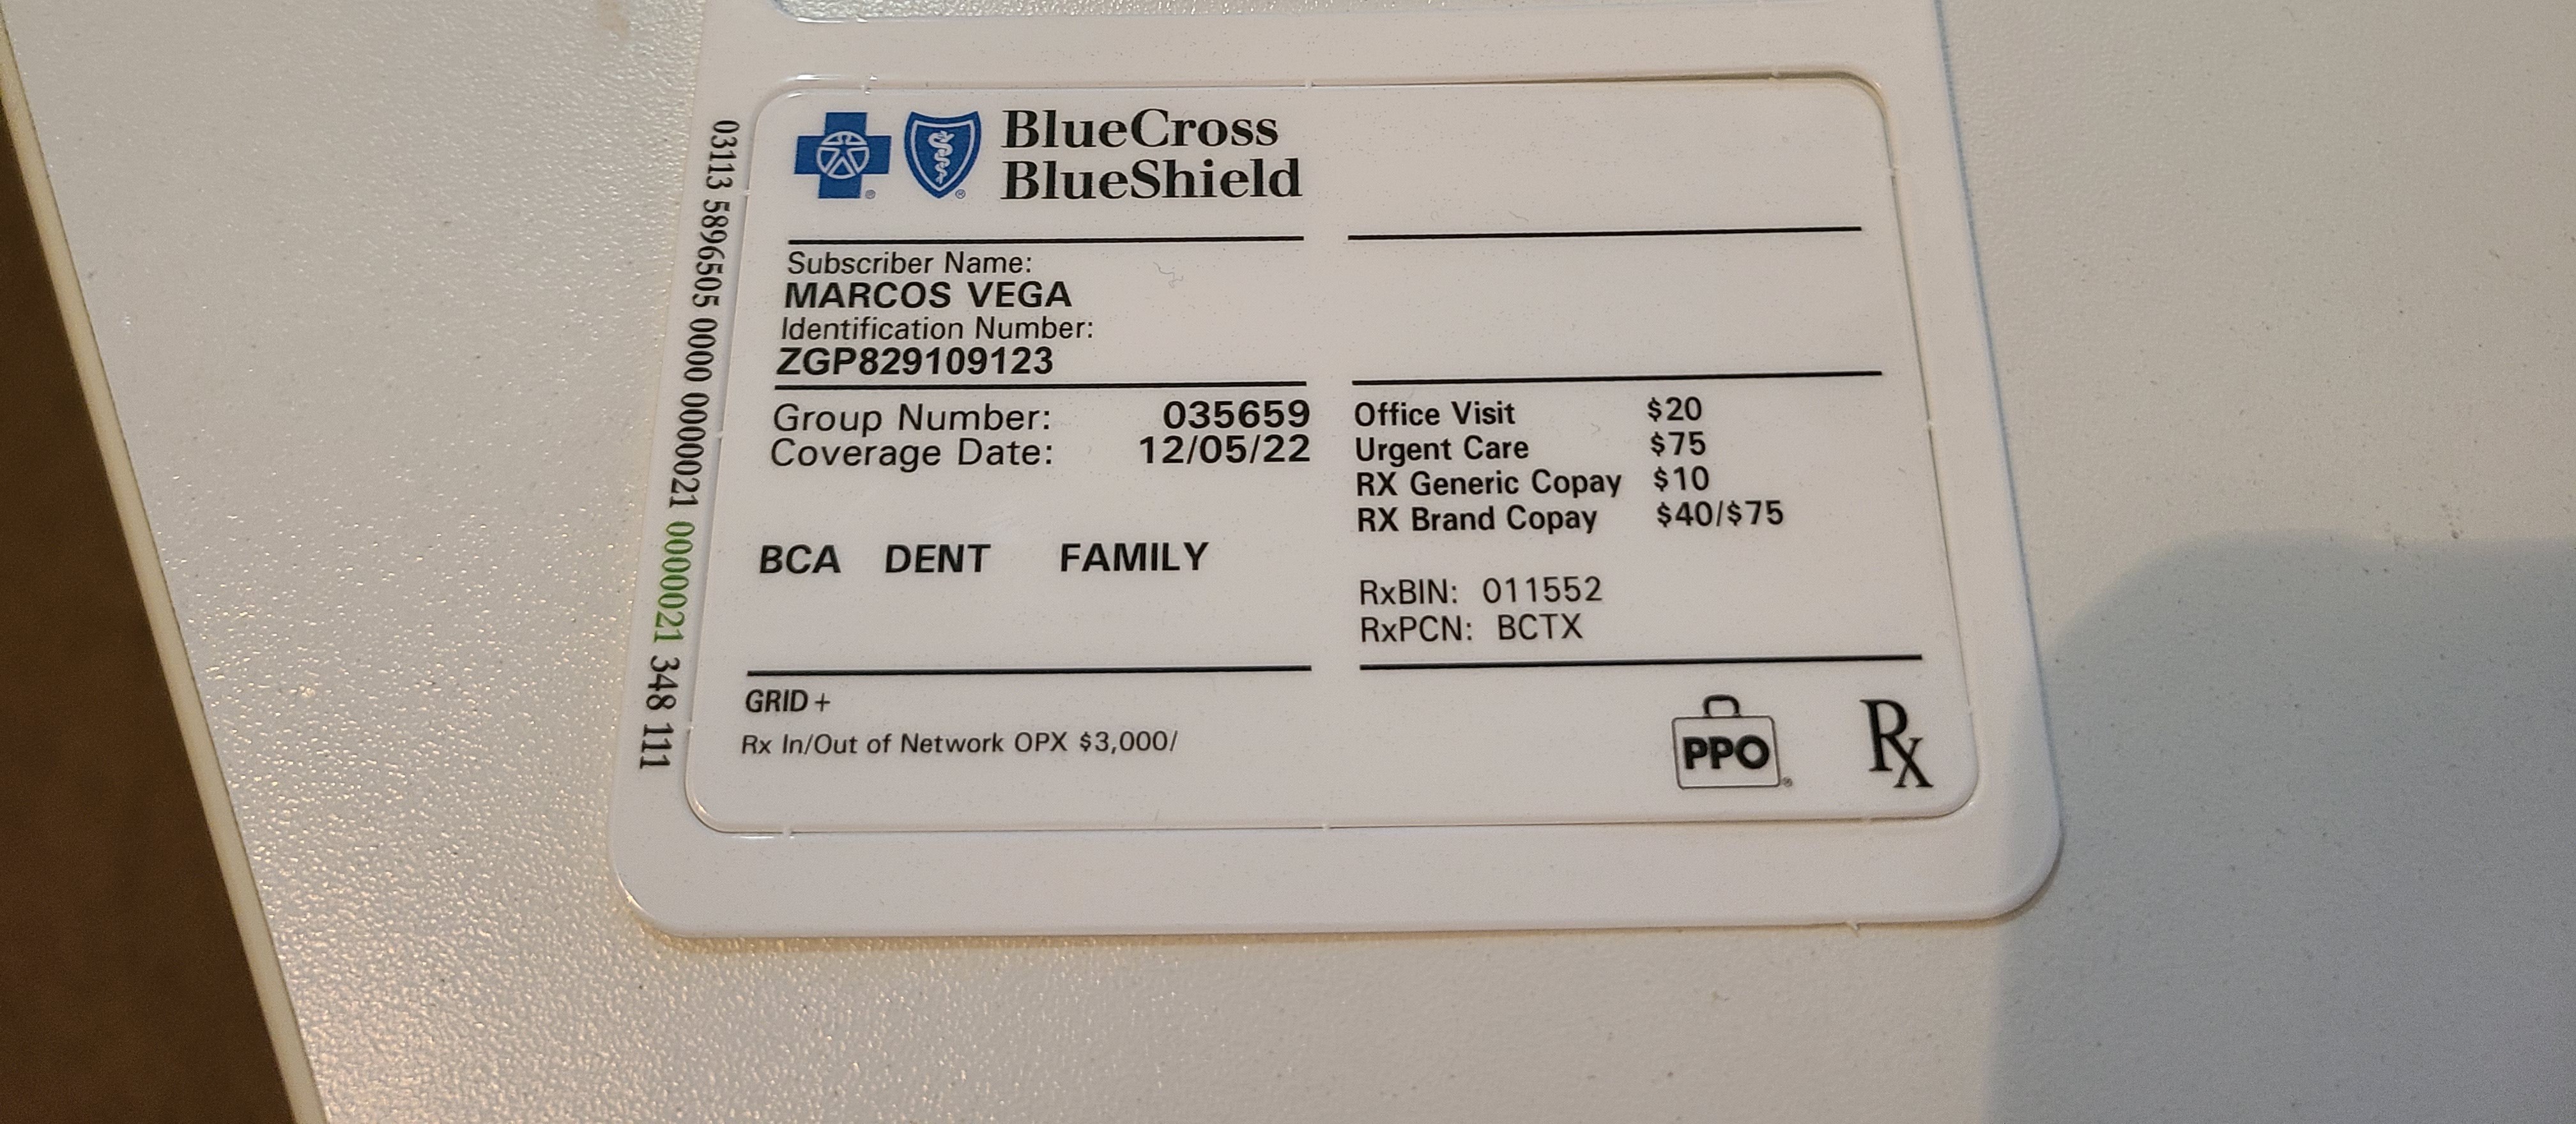 BlueCross
BlueShield
Subscriber Name:
MARCOS VEGA
Identification Number:
ZGP829109123
Group Number: 035659
Coverage Date: 12/05/22
BCA DENT FAMILY
Office Visit $20
Urgent Care $75
RX Generic Copay $10
RX Brand Copay $40/$75
RxBIN: 011552
RxPCN: BCTX
GRID+
Rx In/Out of Network OPX $3,000/
PPO
Rx
03113 5896505 0000 0000021 0000021 348 111